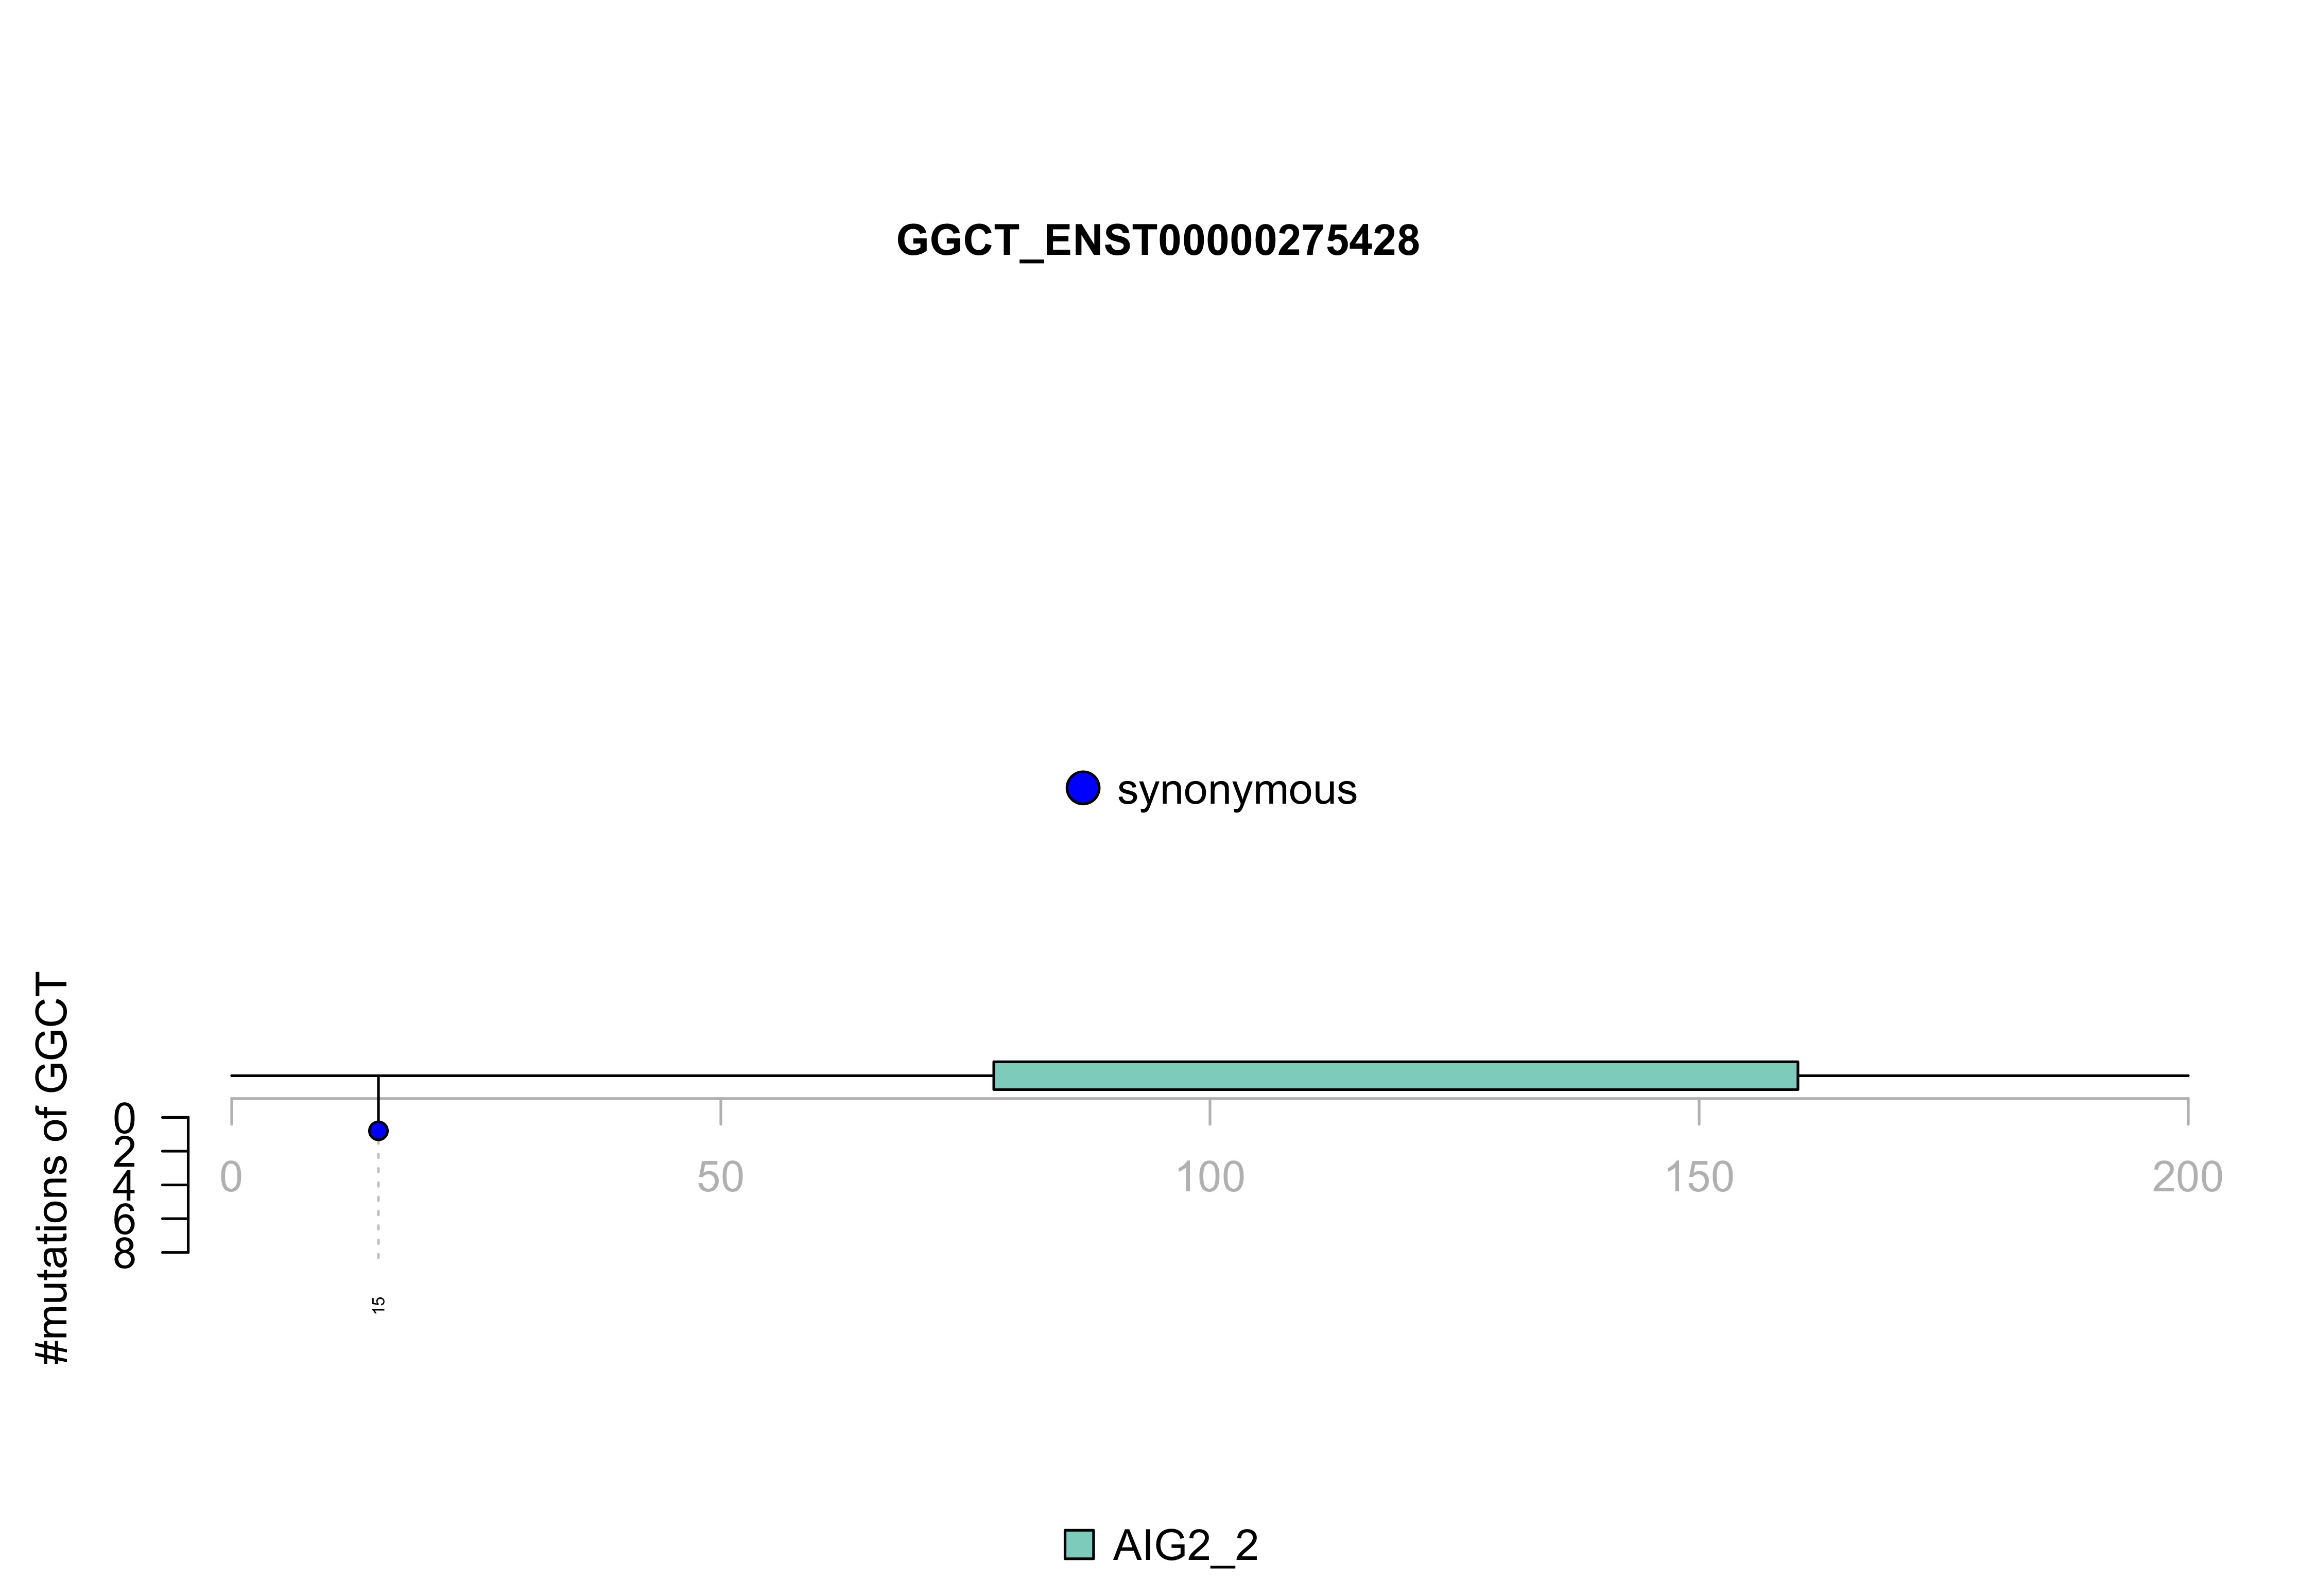 GGCT_ENST00000275428
synonymous
#mutations of GGCT
0
2
4
6
8
0 50 100 150 200
15
AIG2_2